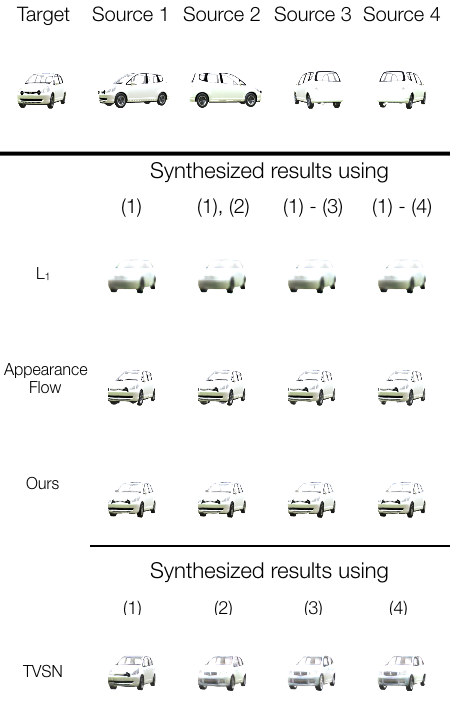 Target Source 1 Source 2 Source 3 Source 4
Synthesized results using
(1) (1), (2) (1) - (3) (1) - (4)
L1
Appearance
Flow
Ours
Synthesized results using
(1) (2) (3) (4)
TVSN